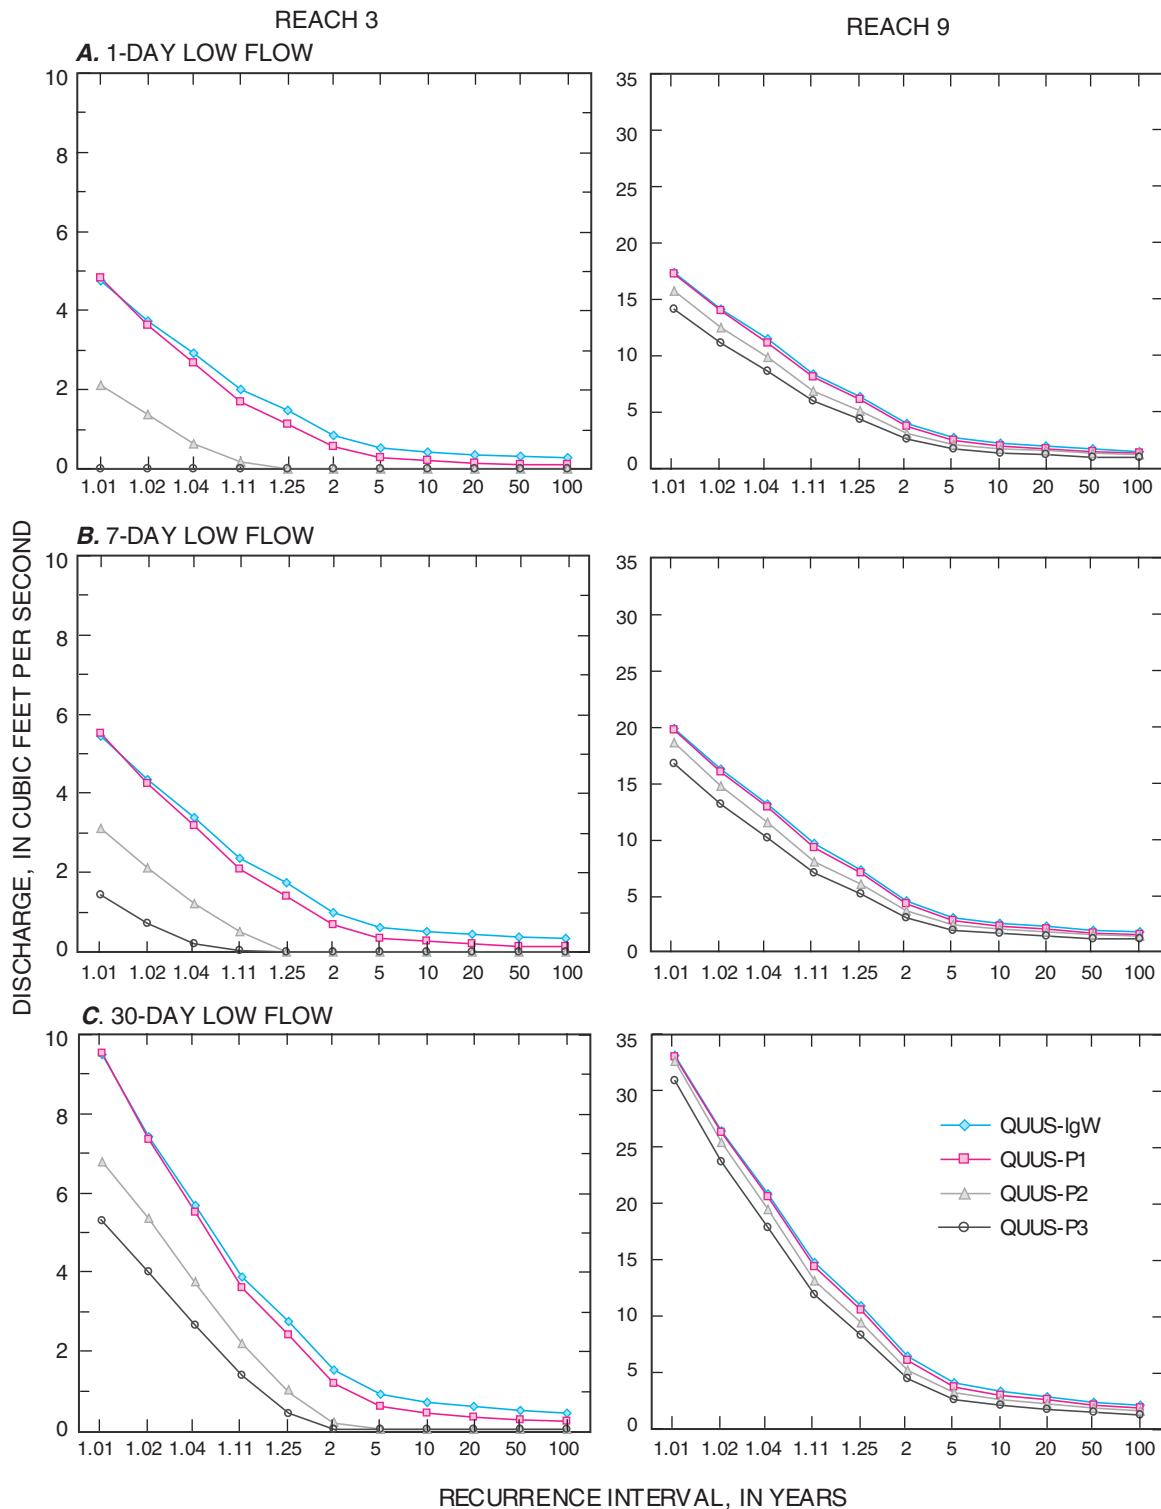 REACH 3
REACH 9
A. 1-DAY LOW FLOW
10
8
6
4
2
0
1.01 1.02 1.04 1.11 1.25 2 5 10 20 50 100
35
30
25
20
15
10
5
0
1.01 1.02 1.04 1.11 1.25 2 5 10 20 50 100
B. 7-DAY LOW FLOW
10
8
6
4
2
0
1.01 1.02 1.04 1.11 1.25 2 5 10 20 50 100
35
30
25
20
15
10
5
0
1.01 1.02 1.04 1.11 1.25 2 5 10 20 50 100
DISCHARGE, IN CUBIC FEET PER SECOND
C. 30-DAY LOW FLOW
10
8
6
4
2
0
1.01 1.02 1.04 1.11 1.25 2 5 10 20 50 100
35
30
25
20
15
10
5
0
1.01 1.02 1.04 1.11 1.25 2 5 10 20 50 100
QUUS-IgW
QUUS-P1
QUUS-P2
QUUS-P3
RECURRENCE INTERVAL, IN YEARS